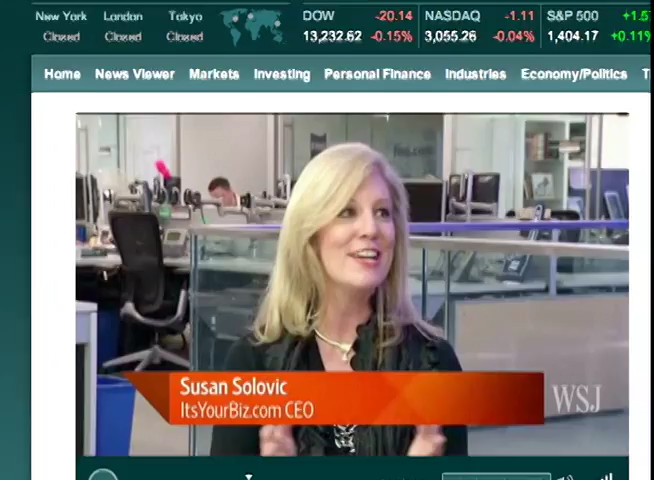 New York London Tokyo
Closed Closed Closed
DOW -20.14 NASDAQ -1.11 S&P 500
13,232.62 -0.15% 3,055.26 -0.04% 1,404.17 +0.11%
Home News Viewer Markets Investing Personal Finance Industries Economy/Politics
Susan Solovic
ItsYourBiz.com CEO
WSJ